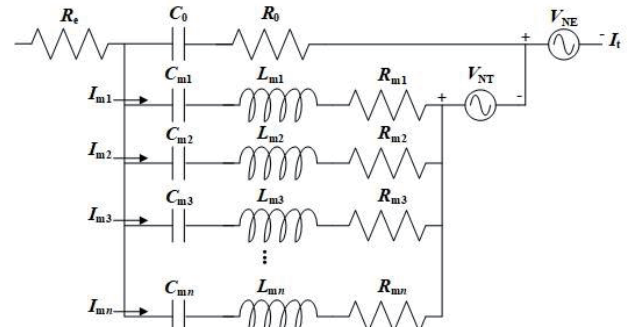 Re C0 R0 VNE
+ - It
Im1 Cm1 Lm1 Rm1 + VNT -
Im2 Cm2 Lm2 Rm2
Im3 Cm3 Lm3 Rm3
Imn Cmn Lmn Rmn